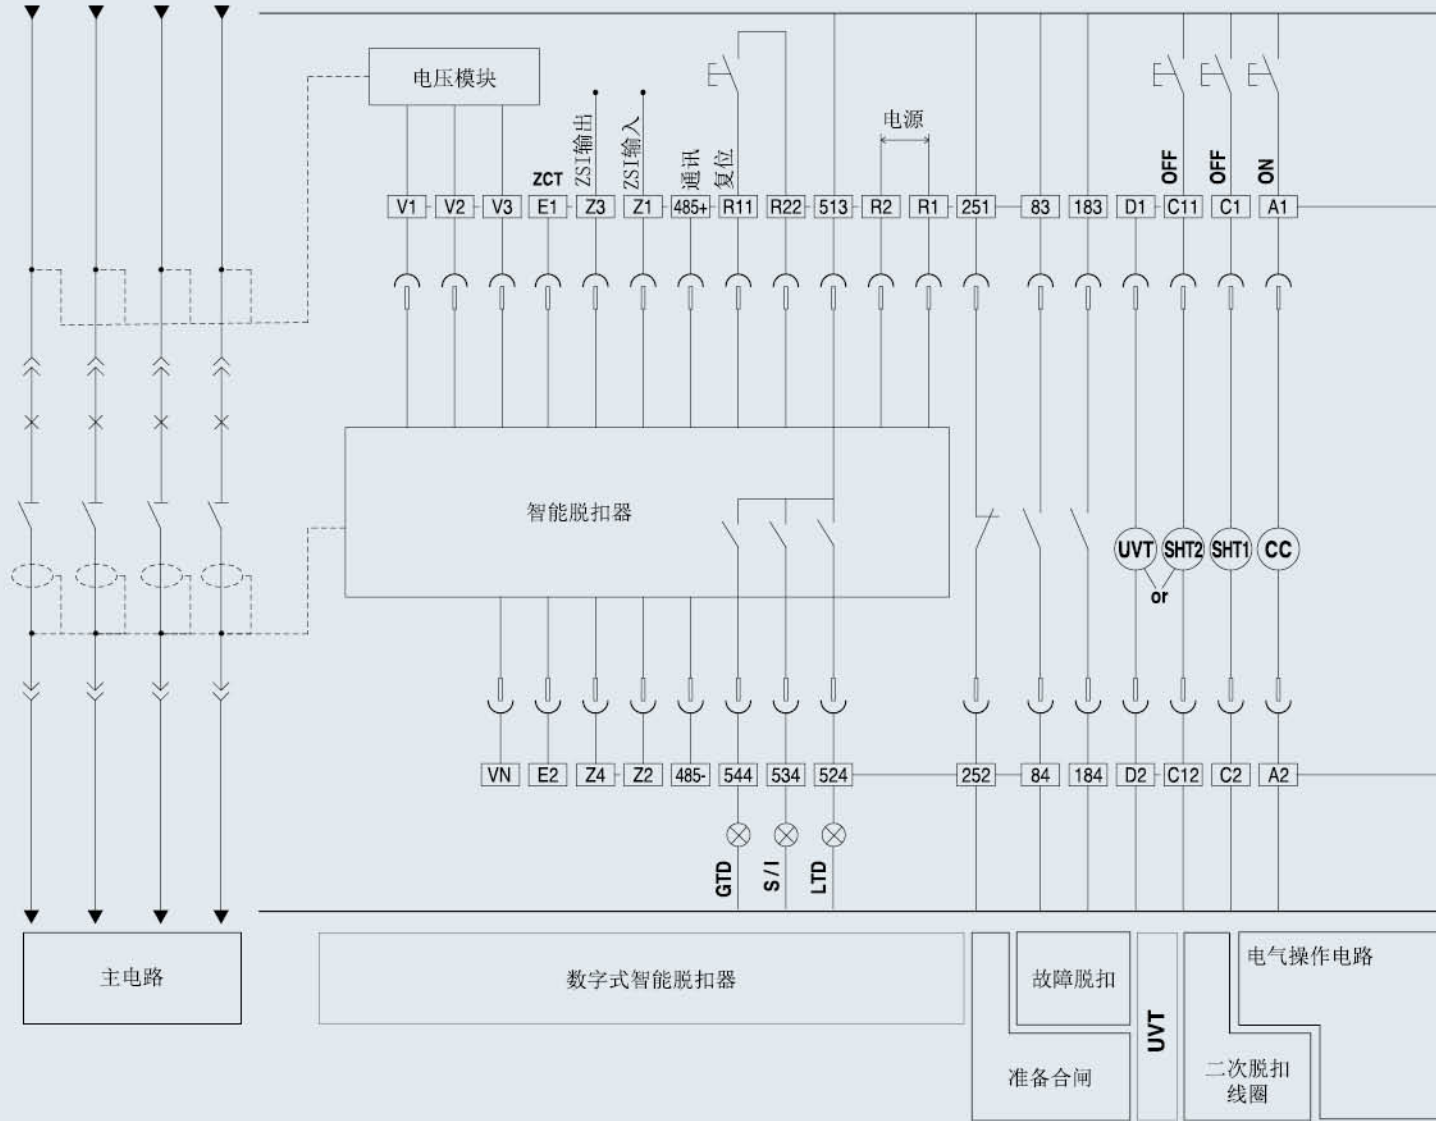 电压模块
ZCT
ZSI输出
ZSI输入
通讯
复位
电源
OFF
OFF
ON
V1 V2 V3 E1 Z3 Z1 485+ R11 R22 513 R2 R1 251 83 183 D1 C11 C1 A1
智能脱扣器
UVT SHT2 SHT1 CC
or
VN E2 Z4 Z2 485- 544 534 524 252 84 184 D2 C12 C2 A2
GTD
S/I
LTD
主电路
数字式智能脱扣器
准备合闸
故障脱扣
UVT
二次脱扣
线圈
电气操作电路